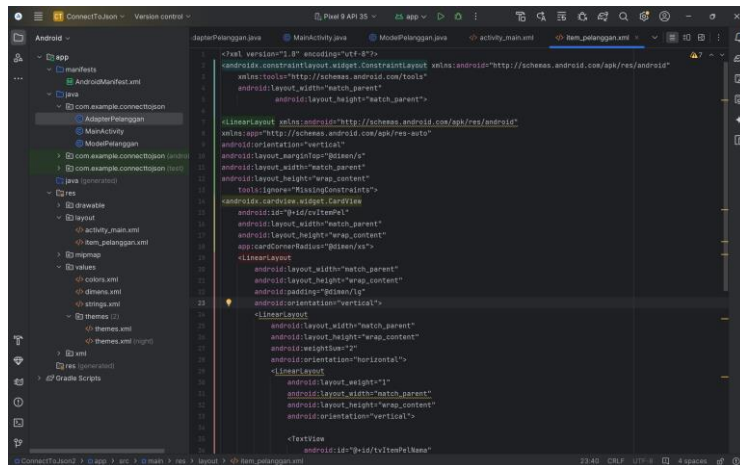 ConnectToJson Version control
Pixel 9 API 35 app
Android
AdapterPelanggan.java MainActivity.java ModelPelanggan.java activity_main.xml item_pelanggan.xml
app
manifests
AndroidManifest.xml
java
com.example.connecttojson
AdapterPelanggan
MainActivity
ModelPelanggan
com.example.connecttojson (androi
com.example.connecttojson (test)
java (generated)
res
drawable
layout
activity_main.xml
item_pelanggan.xml
mipmap
values
colors.xml
dimens.xml
strings.xml
themes (2)
themes.xml
themes.xml (night)
xml
res (generated)
Gradle Scripts
<?xml version="1.0" encoding="utf-8"?>
<androidx.constraintlayout.widget.ConstraintLayout xmlns:android="http://schemas.android.com/apk/res/android"
xmlns:tools="http://schemas.android.com/tools"
android:layout_width="match_parent"
android:layout_height="match_parent">
<LinearLayout xmlns:android="http://schemas.android.com/apk/res/android"
xmlns:app="http://schemas.android.com/apk/res-auto"
android:orientation="vertical"
android:layout_marginTop="@dimen/s"
android:layout_width="match_parent"
android:layout_height="wrap_content"
tools:ignore="MissingConstraints">
<androidx.cardview.widget.CardView
android:id="@+id/cvItemPel"
android:layout_width="match_parent"
android:layout_height="wrap_content"
app:cardCornerRadius="@dimen/xs">
<LinearLayout
android:layout_width="match_parent"
android:layout_height="wrap_content"
android:padding="@dimen/lg"
23 android:orientation="vertical">
<LinearLayout
android:layout_width="match_parent"
android:layout_height="wrap_content"
android:weightSum="2"
android:orientation="horizontal">
<LinearLayout
android:layout_weight="1"
android:layout_width="match_parent"
android:layout_height="wrap_content"
android:orientation="vertical">
<TextView
android:id="@+id/tvItemPelNama"
ConnectToJson2 > app > src > main > res > layout > item_pelanggan.xml
23:40 CRLF UTF-8 4 spaces